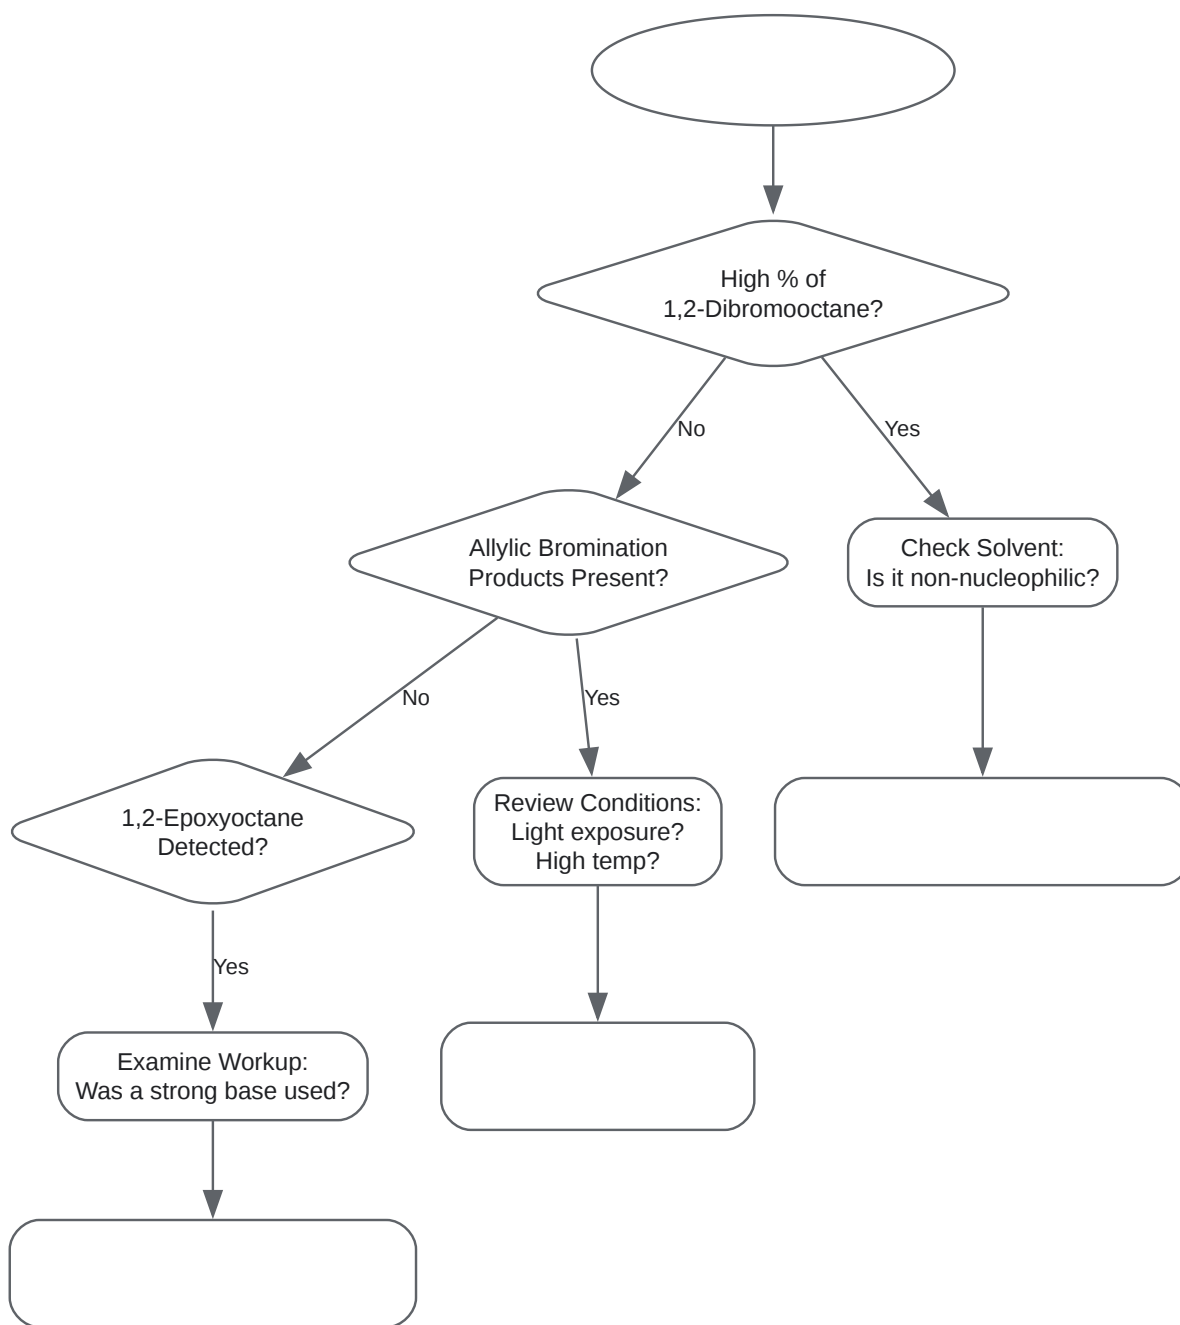 High % of
1,2-Dibromooctane?
No
Yes
Allylic Bromination
Products Present?
Check Solvent:
Is it non-nucleophilic?
No
Yes
1,2-Epoxyoctane
Detected?
Review Conditions:
Light exposure?
High temp?
Yes
Examine Workup:
Was a strong base used?